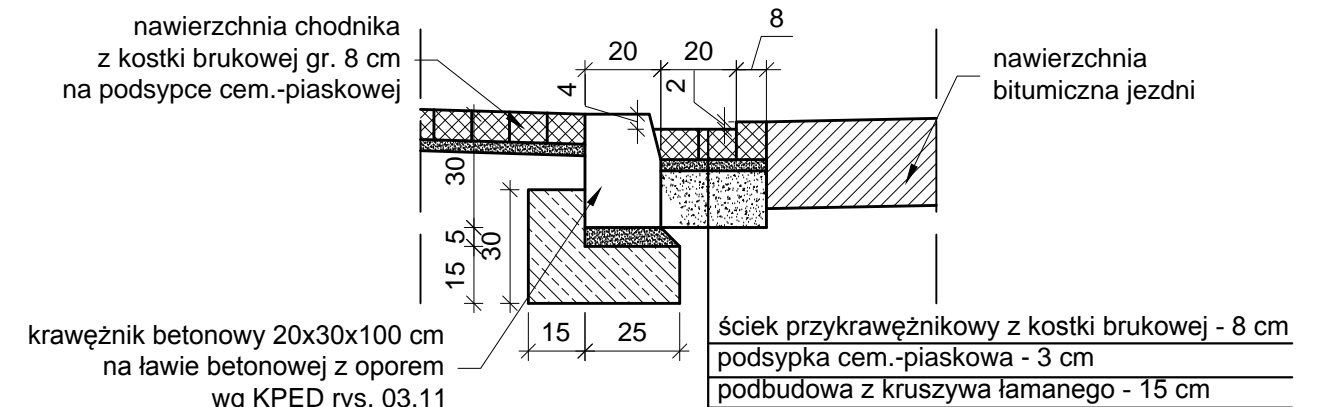 nawierzchnia chodnika
z kostki brukowej gr. 8 cm
na podsypce cem.-piaskowej
20
20
8
4
2
nawierzchnia
bitumiczna jezdni
30
5
15
30
15
25
krawężnik betonowy 20x30x100 cm
na ławie betonowej z oporem
wg KPED rys. 03.11
ściek przykrawężnikowy z kostki brukowej - 8 cm
podsypka cem.-piaskowa - 3 cm
podbudowa z kruszywa łamanego - 15 cm